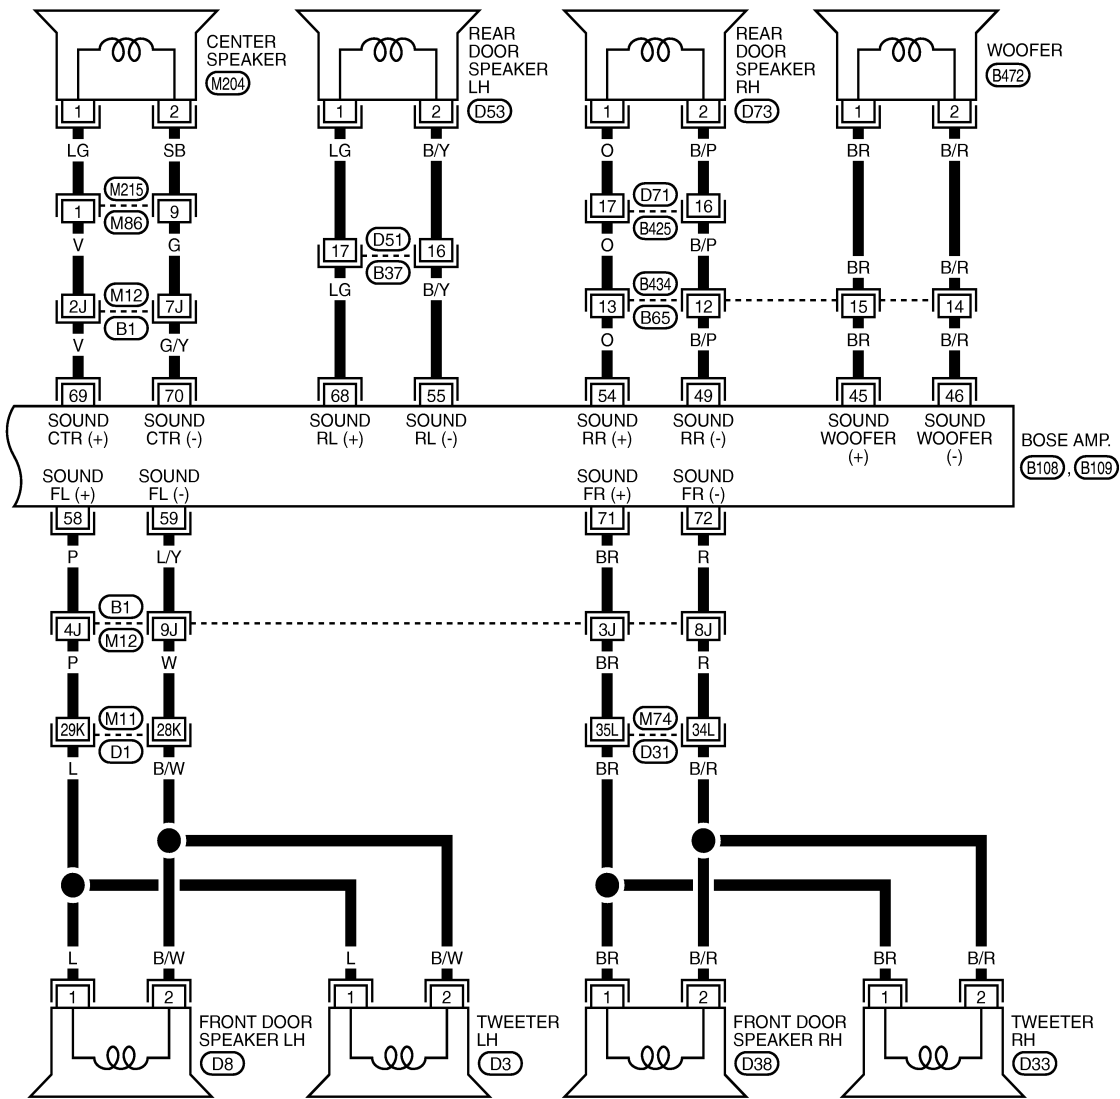 CENTER
SPEAKER
M204
REAR
DOOR
SPEAKER
LH
D53
REAR
DOOR
SPEAKER
RH
D73
WOOFER
B472
1 2 1 2 1 2 1 2
LG SB LG B/Y O B/P BR B/R
M215
1 9
M86
D71
17 16
B425
V G
O B/P
D51
17 16
B37
BR B/R
LG B/Y
M12
2J 7J
B1
B434
13 12 15 14
B65
V G/Y O B/P BR B/R
69 70 68 55 54 49 45 46
SOUND
CTR (+)
SOUND
CTR (-)
SOUND
RL (+)
SOUND
RL (-)
SOUND
RR (+)
SOUND
RR (-)
SOUND
WOOFER
(+)
SOUND
WOOFER
(-)
BOSE AMP.
B108 , B109
SOUND
FL (+)
SOUND
FL (-)
SOUND
FR (+)
SOUND
FR (-)
58 59 71 72
P L/Y BR R
B1
4J 9J 3J 8J
M12
P W BR R
M11 M74
29K 28K 35L 34L
D1 D31
L B/W BR B/R
L B/W L B/W BR B/R BR B/R
1 2 1 2 1 2 1 2
FRONT DOOR
SPEAKER LH
D8
TWEETER
LH
D3
FRONT DOOR
SPEAKER RH
D38
TWEETER
RH
D33